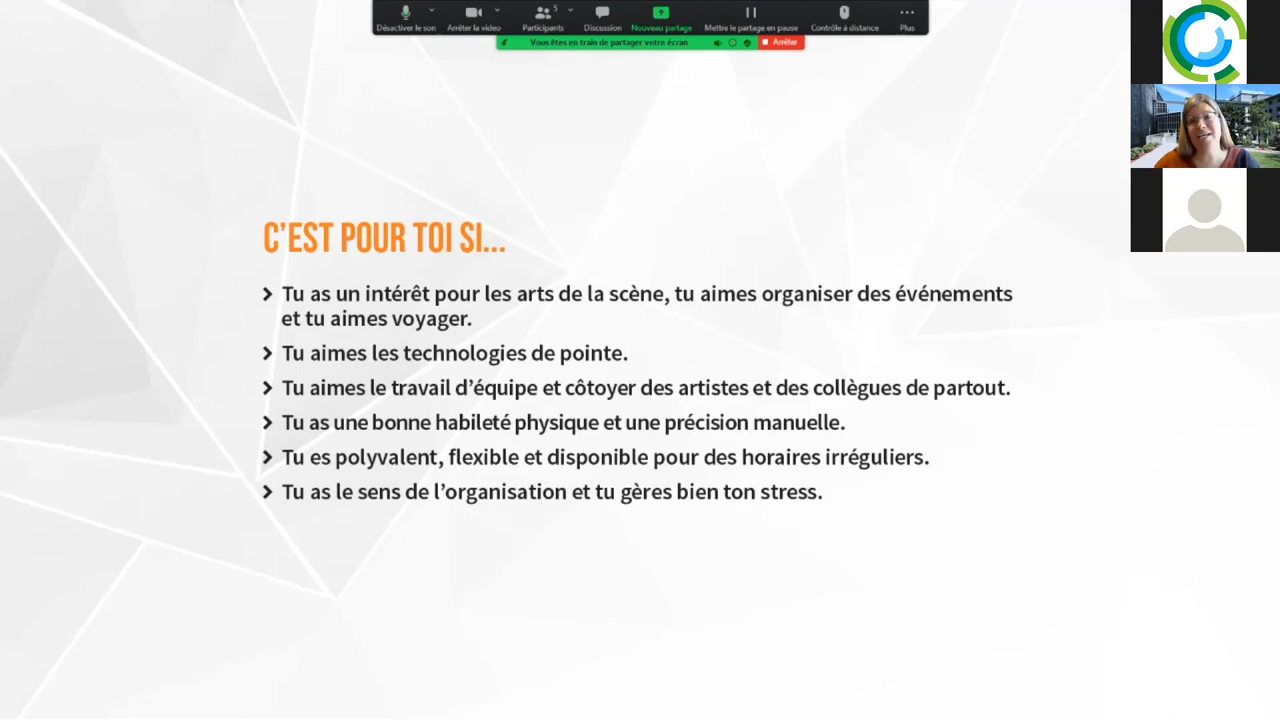 Désactiver le son Arrêter la vidéo Participants 5 Discussion Nouveau partage Mettre le partage en pause Contrôle à distance Plus
Vous êtes en train de partager votre écran Arrêter
C'EST POUR TOI SI...
Tu as un intérêt pour les arts de la scène, tu aimes organiser des événements
et tu aimes voyager.
Tu aimes les technologies de pointe.
Tu aimes le travail d'équipe et côtoyer des artistes et des collègues de partout.
Tu as une bonne habileté physique et une précision manuelle.
Tu es polyvalent, flexible et disponible pour des horaires irréguliers.
Tu as le sens de l'organisation et tu gères bien ton stress.